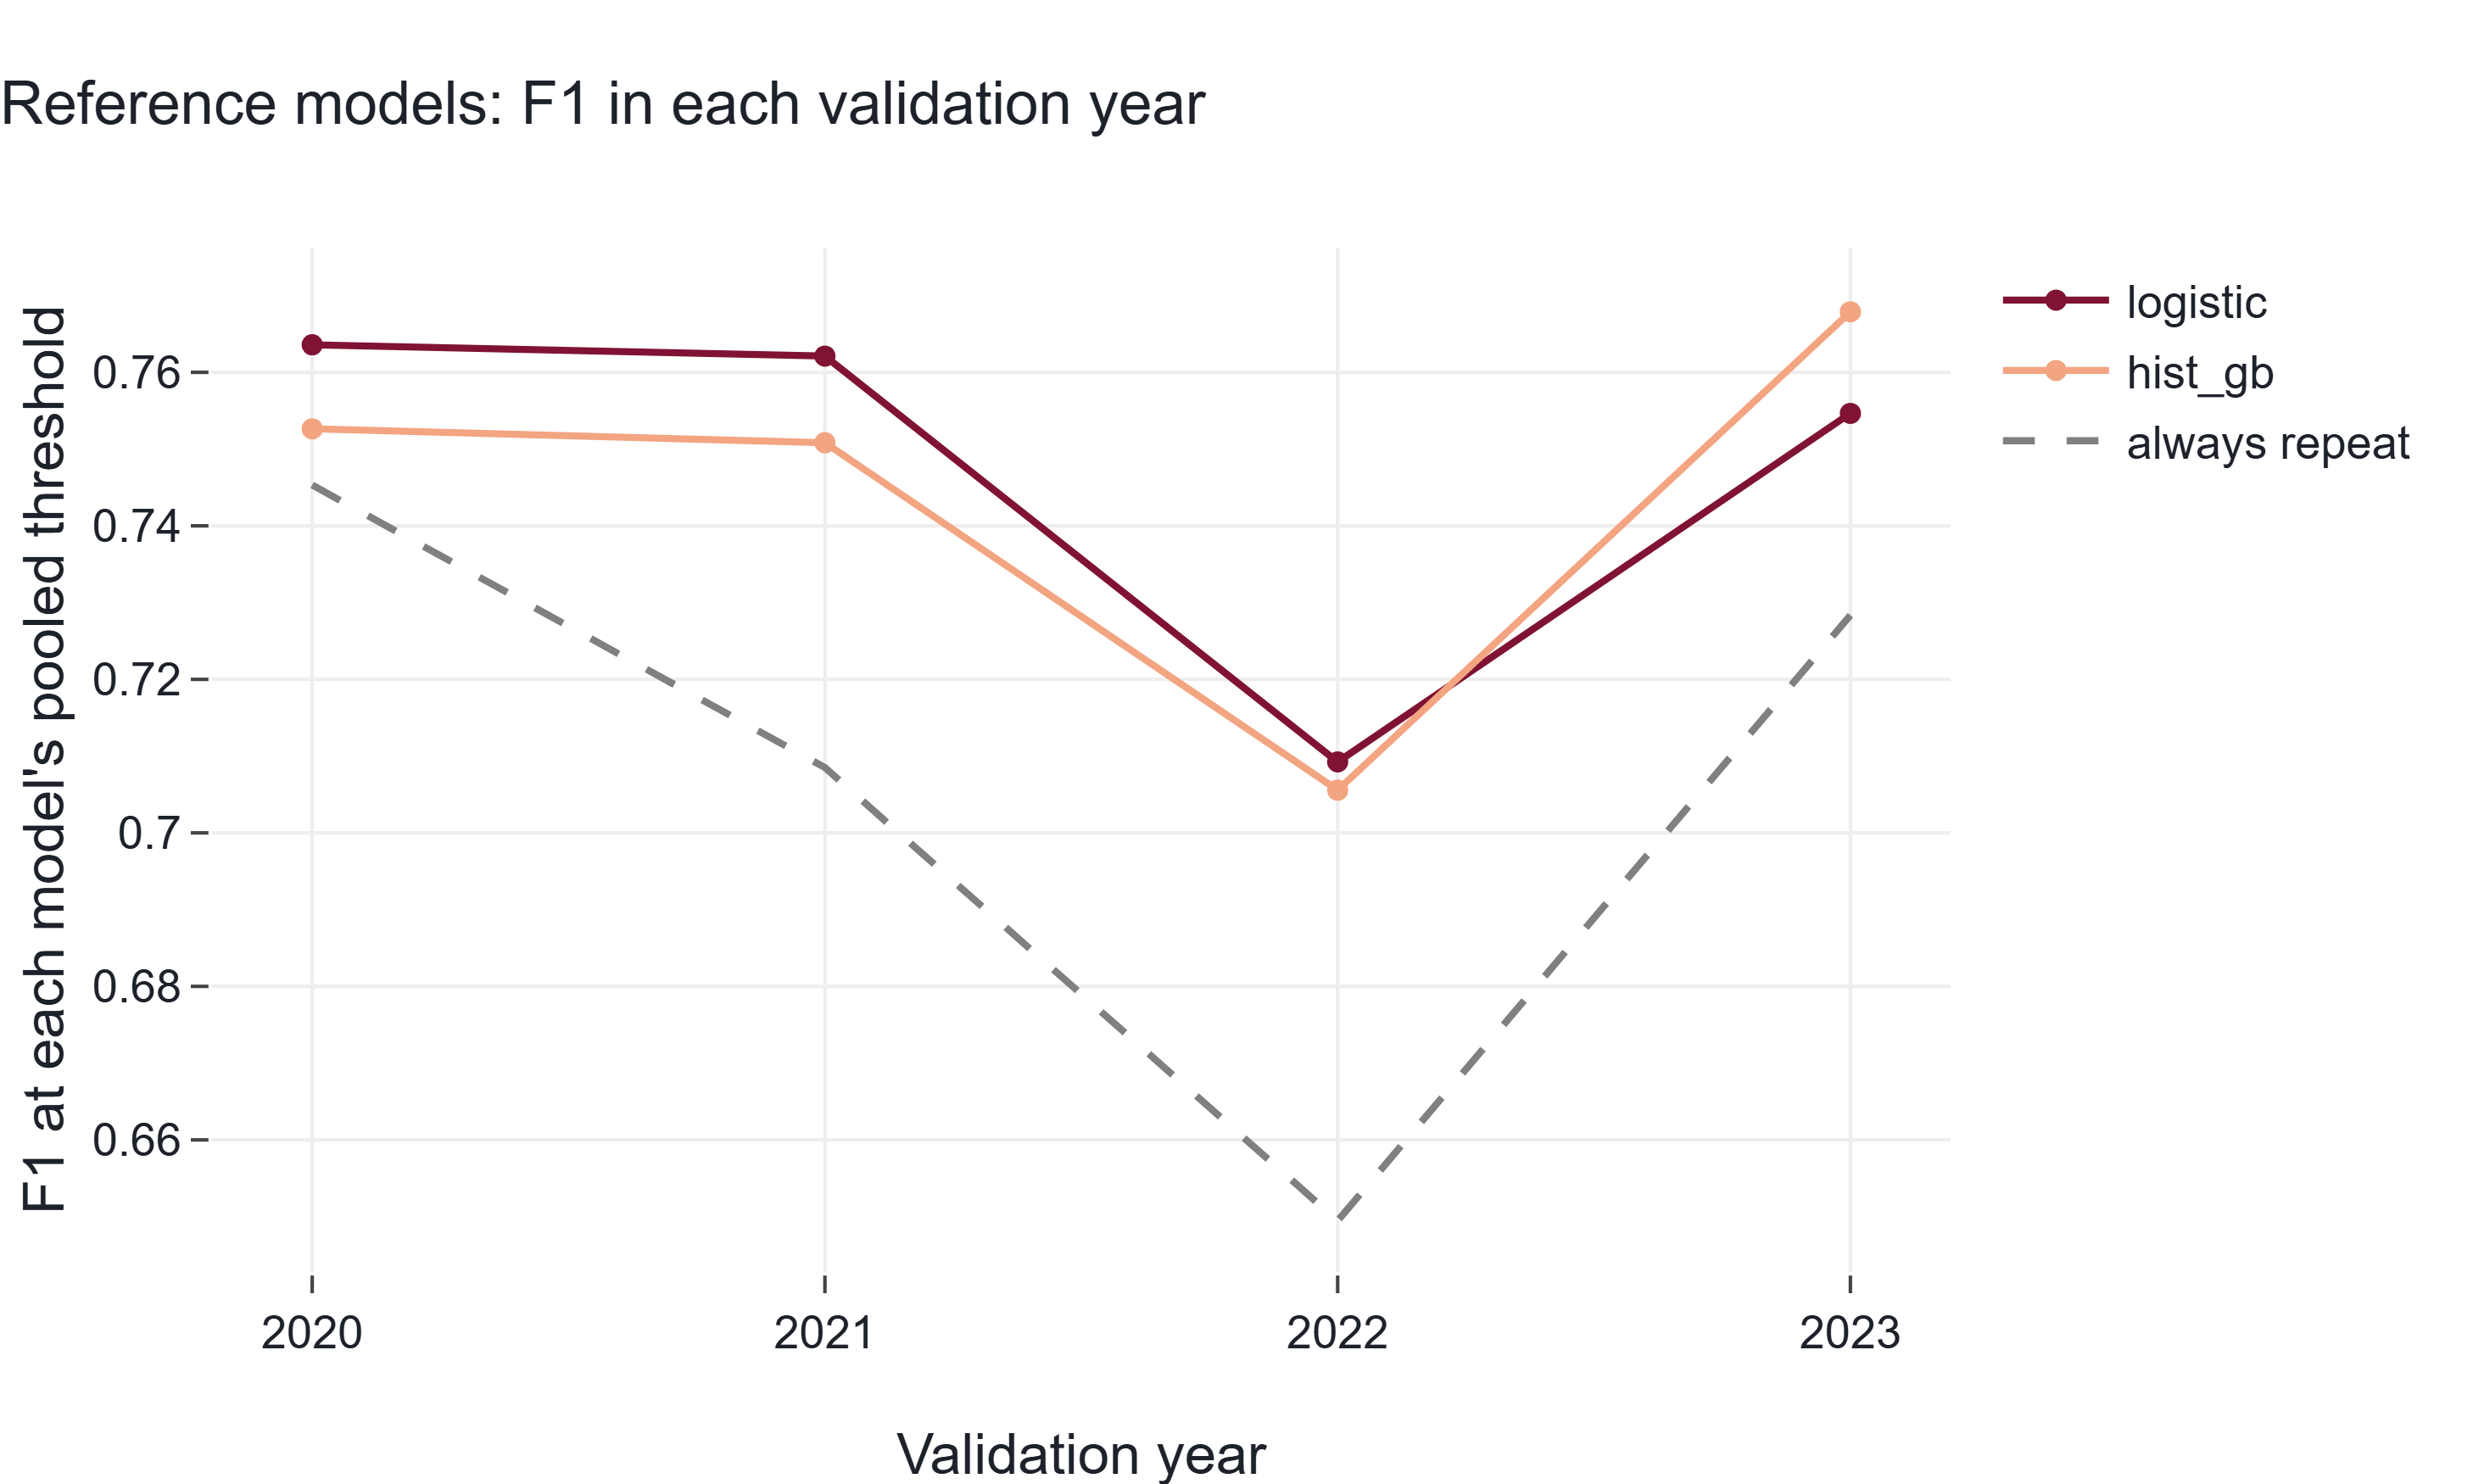 Reference models: F1 in each validation year
logistic
hist_gb
always repeat
F1 at each model's pooled threshold
0.76
0.74
0.72
0.7
0.68
0.66
2020
2021
2022
2023
Validation year